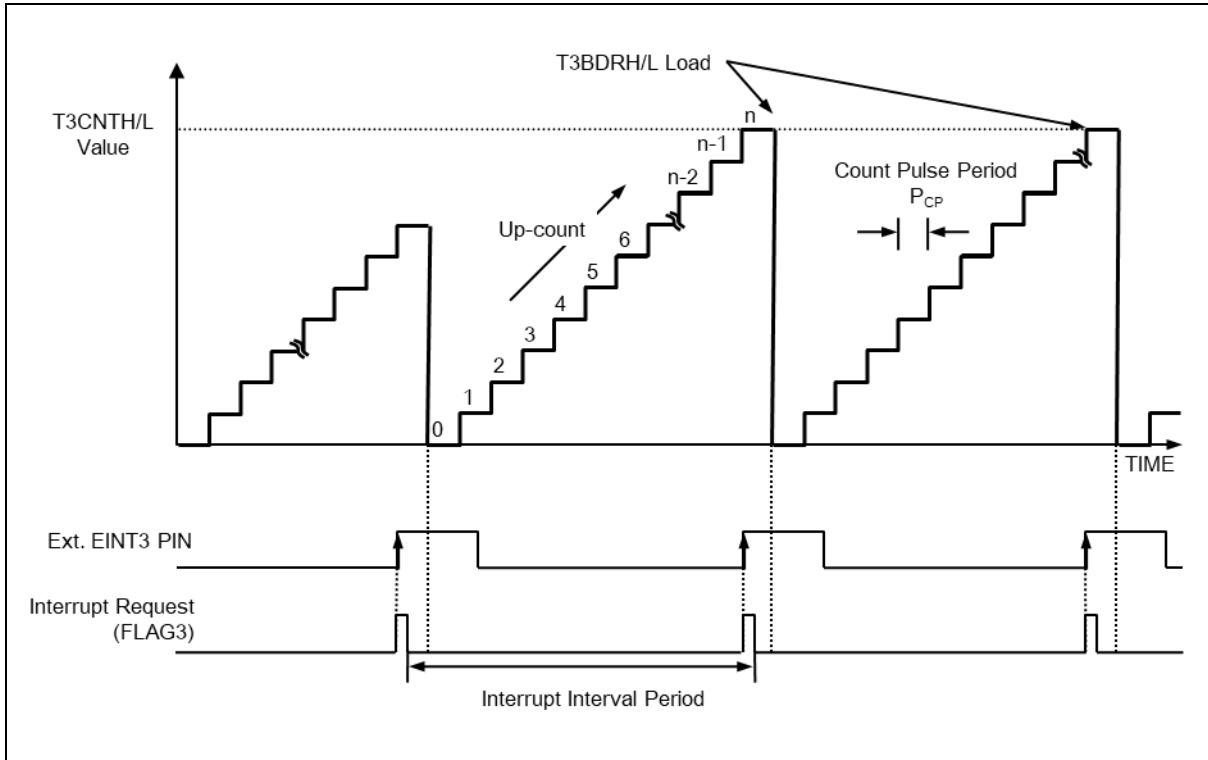 T3BDRH/L Load
T3CNTH/L
Value
n
n-1
n-2
Count Pulse Period
PCP
Up-count
6
5
4
3
2
1
0
TIME
Ext. EINT3 PIN
Interrupt Request
(FLAG3)
Interrupt Interval Period